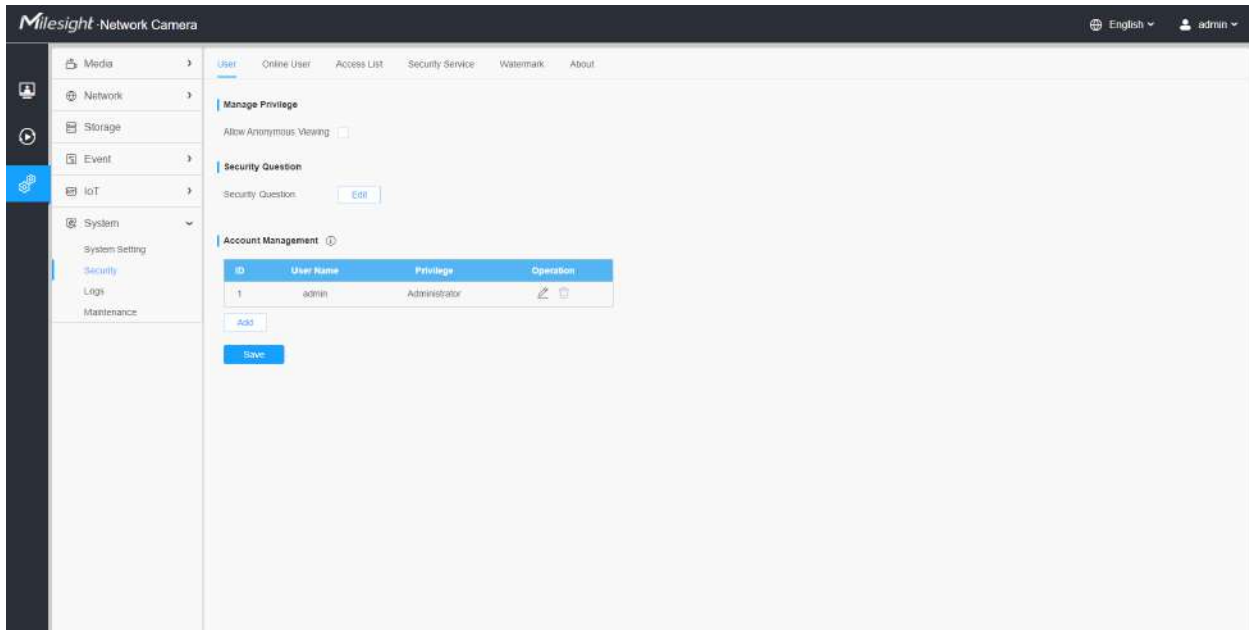 Milesight Network Camera
English
admin
Media
Network
Storage
Event
IoT
System
System Setting
Security
Logs
Maintenance
User Online User Access List Security Service Watermark About
Manage Privilege
Allow Anonymous Viewing
Security Question
Security Question Edit
Account Management
ID User Name Privilege Operation
1 admin Administrator
Add
Save